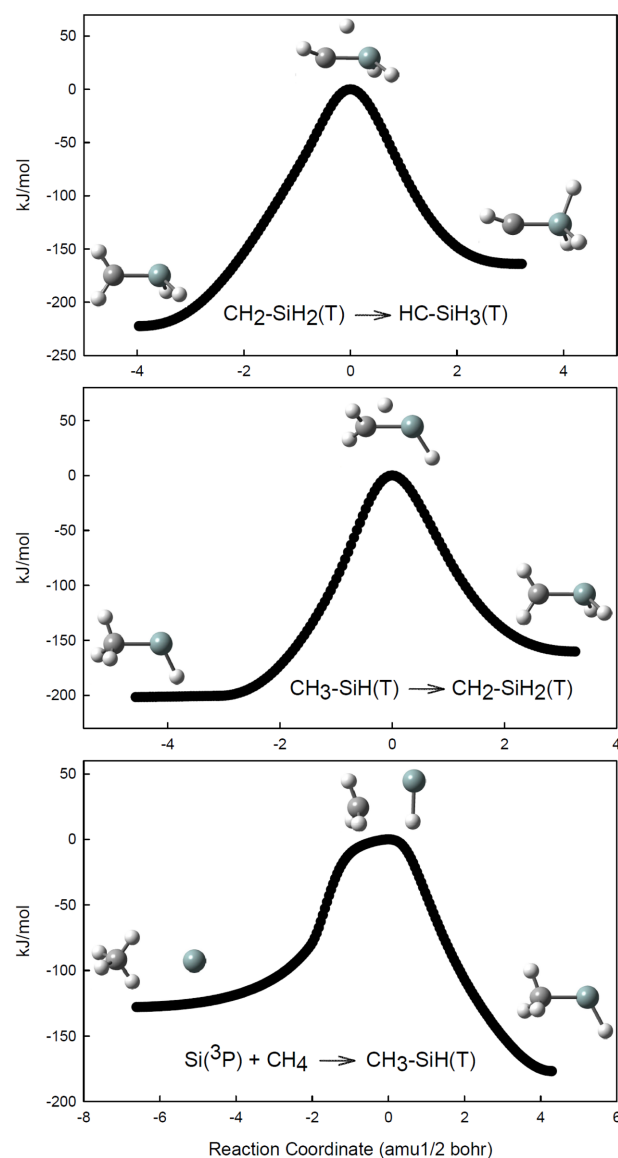 50
0
-50
-100
-150
-200
-250
kJ/mol
CH2-SiH2(T) → HC-SiH3(T)
-4 -2 0 2 4
50
0
-50
-100
-150
-200
kJ/mol
CH3-SiH(T) → CH2-SiH2(T)
-4 -2 0 2 4
50
0
-50
-100
-150
-200
kJ/mol
Si(³P) + CH₄ → CH₃-SiH(T)
-8 -6 -4 -2 0 2 4 6
Reaction Coordinate (amu1/2 bohr)